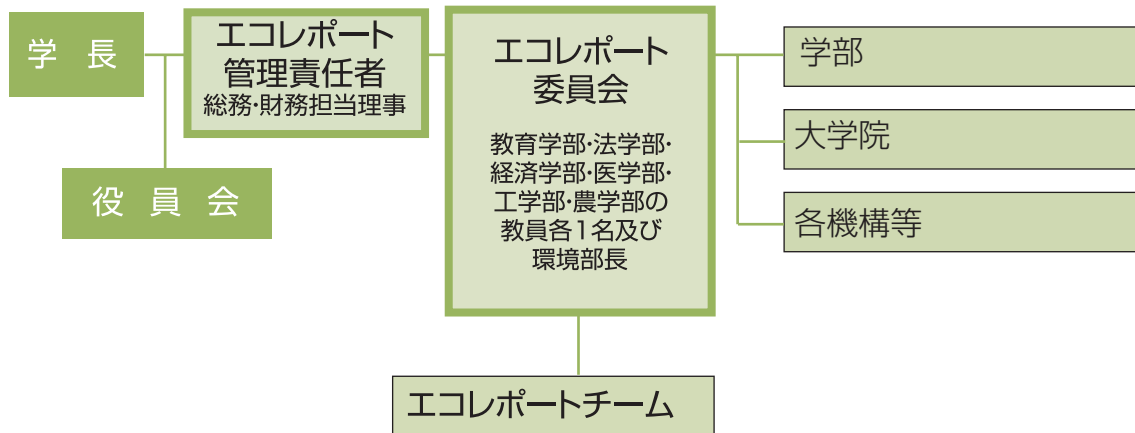 学 長
エコレポート
管理責任者
総務・財務担当理事
役 員 会
エコレポート
委員会
教育学部・法学部・
経済学部・医学部・
工学部・農学部の
教員各1名及び
環境部長
学部
大学院
各機構等
エコレポートチーム